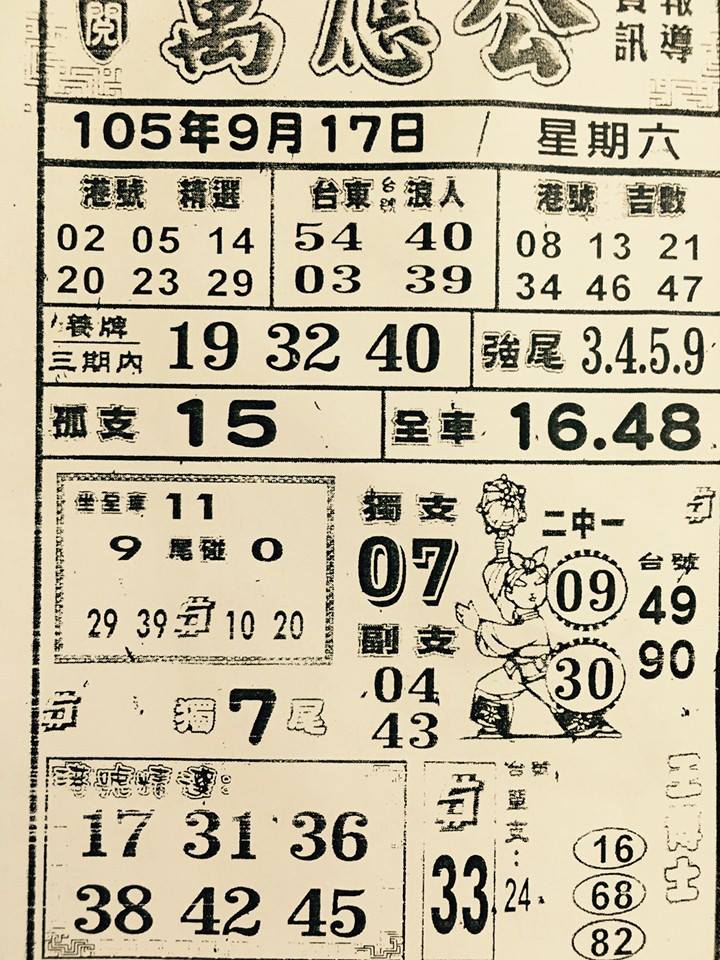 閱 萬應公 資訊 報導
105年9月17日 / 星期六
港號 精選
02 05 14
20 23 29
台東台號浪人
54 40
03 39
港號 吉數
08 13 21
34 46 47
養牌
三期內
19 32 40
強尾 3.4.5.9
孤支 15
全車 16.48
坐全車 11
9 尾碰 0
29 39 10 20
獨 7 尾
獨支
07
副支
04
43
二中一
09
30
台號
49
90
港號精選:
17 31 36
38 42 45
33
台號單支:24.
16
68
82